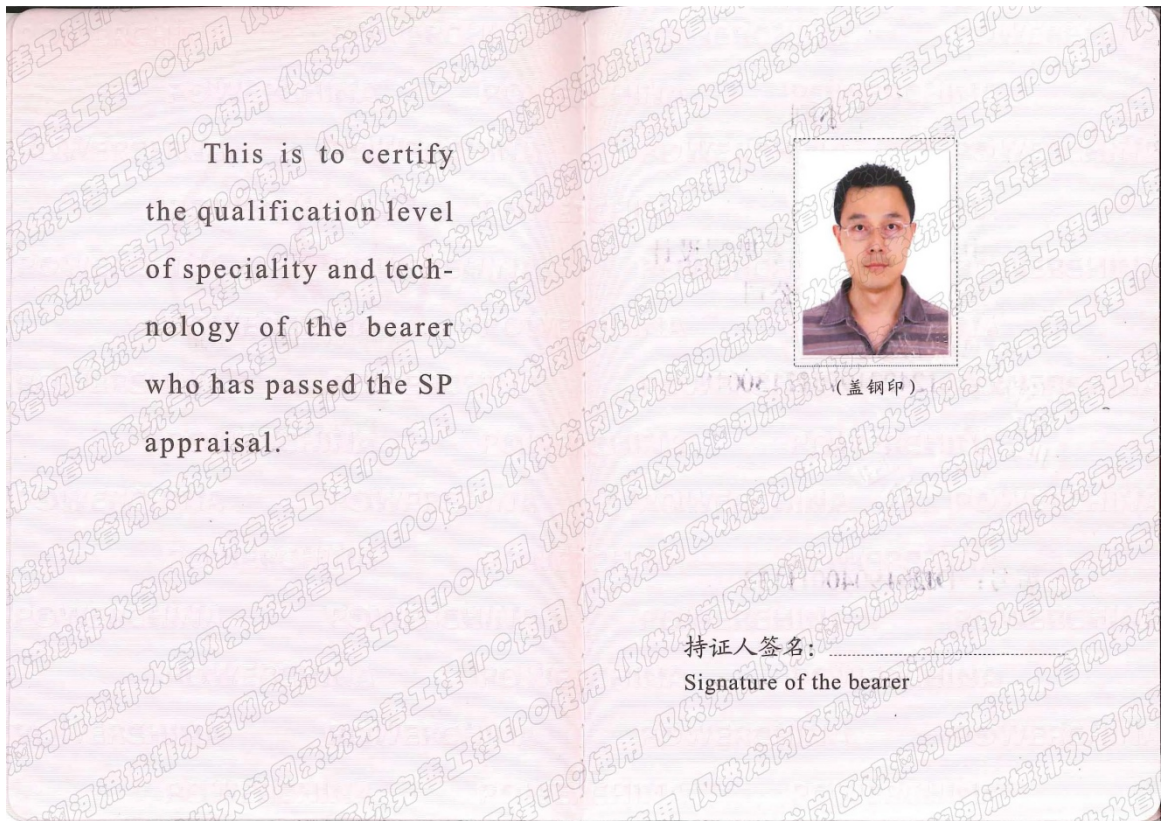 This is to certify
the qualification level
of speciality and tech-
nology of the bearer
who has passed the SP
appraisal.
(盖钢印)
持证人签名:
Signature of the bearer
仅供龙岗区观澜河流域排水管网系统完善工程EPC使用